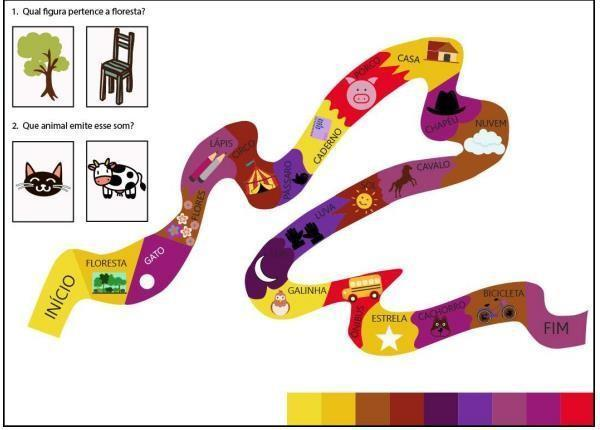 1. Qual figura pertence a floresta?
2. Que animal emite esse som?
INÍCIO
FLORESTA
GATO
FLORES
LÁPIS
CIRCO
PÁSSARO
CADERNO
PORCO
CASA
CHAPÉU
NUVEM
CAVALO
SOL
LUVA
GALINHA
ÔNIBUS
ESTRELA
CACHORRO
BICICLETA
FIM